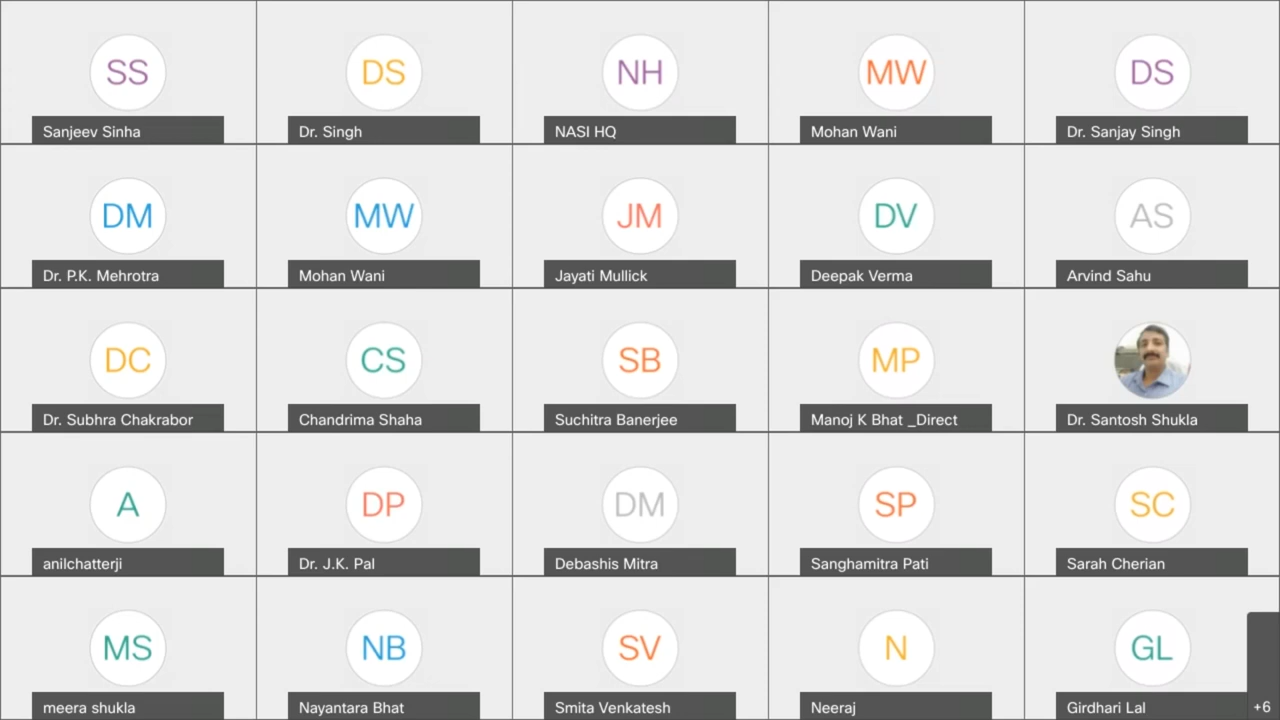 SS
Sanjeev Sinha
DS
Dr. Singh
NH
NASI HQ
MW
Mohan Wani
DS
Dr. Sanjay Singh
DM
Dr. P.K. Mehrotra
MW
Mohan Wani
JM
Jayati Mullick
DV
Deepak Verma
AS
Arvind Sahu
DC
Dr. Subhra Chakrabor
CS
Chandrima Shaha
SB
Suchitra Banerjee
MP
Manoj K Bhat _Direct
Dr. Santosh Shukla
A
anilchatterji
DP
Dr. J.K. Pal
DM
Debashis Mitra
SP
Sanghamitra Pati
SC
Sarah Cherian
MS
meera shukla
NB
Nayantara Bhat
SV
Smita Venkatesh
N
Neeraj
GL
Girdhari Lal
+6